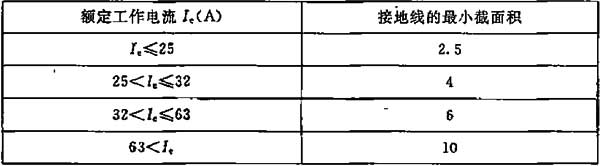 额定工作电流 Ie(A) 接地线的最小截面积
Ie≤25 2.5
25<Ie≤32 4
32<Ie≤63 6
63<Ie 10